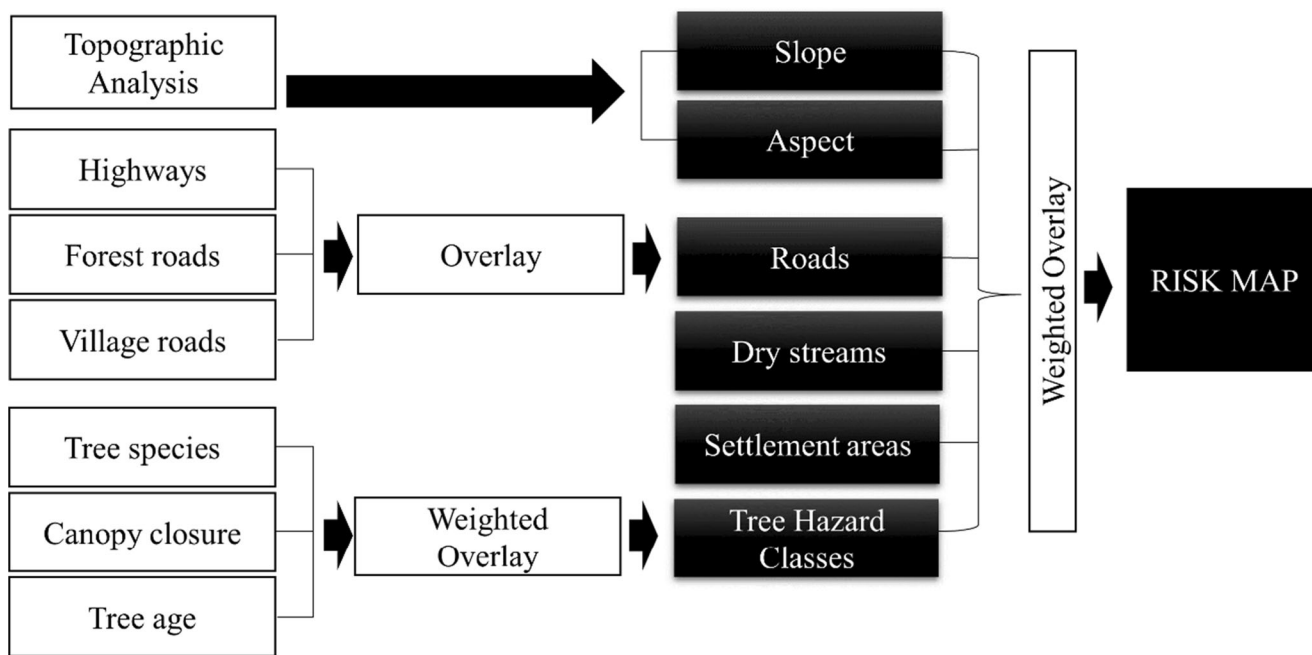 Topographic
Analysis
Highways
Forest roads
Village roads
Tree species
Canopy closure
Tree age
Overlay
Weighted
Overlay
Slope
Aspect
Roads
Dry streams
Settlement areas
Tree Hazard
Classes
Weighted Overlay
RISK MAP